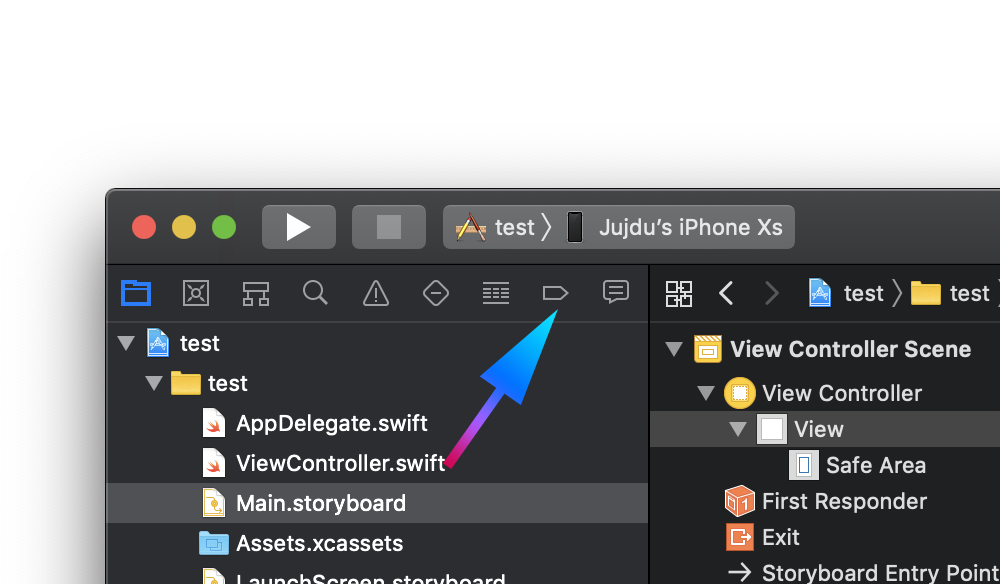 test 〉 Jujdu’s iPhone Xs
test 〉 test
test
test
AppDelegate.swift
ViewController.swift
Main.storyboard
Assets.xcassets
LaunchScreen.storyboard
View Controller Scene
View Controller
View
Safe Area
First Responder
Exit
Storyboard Entry Point